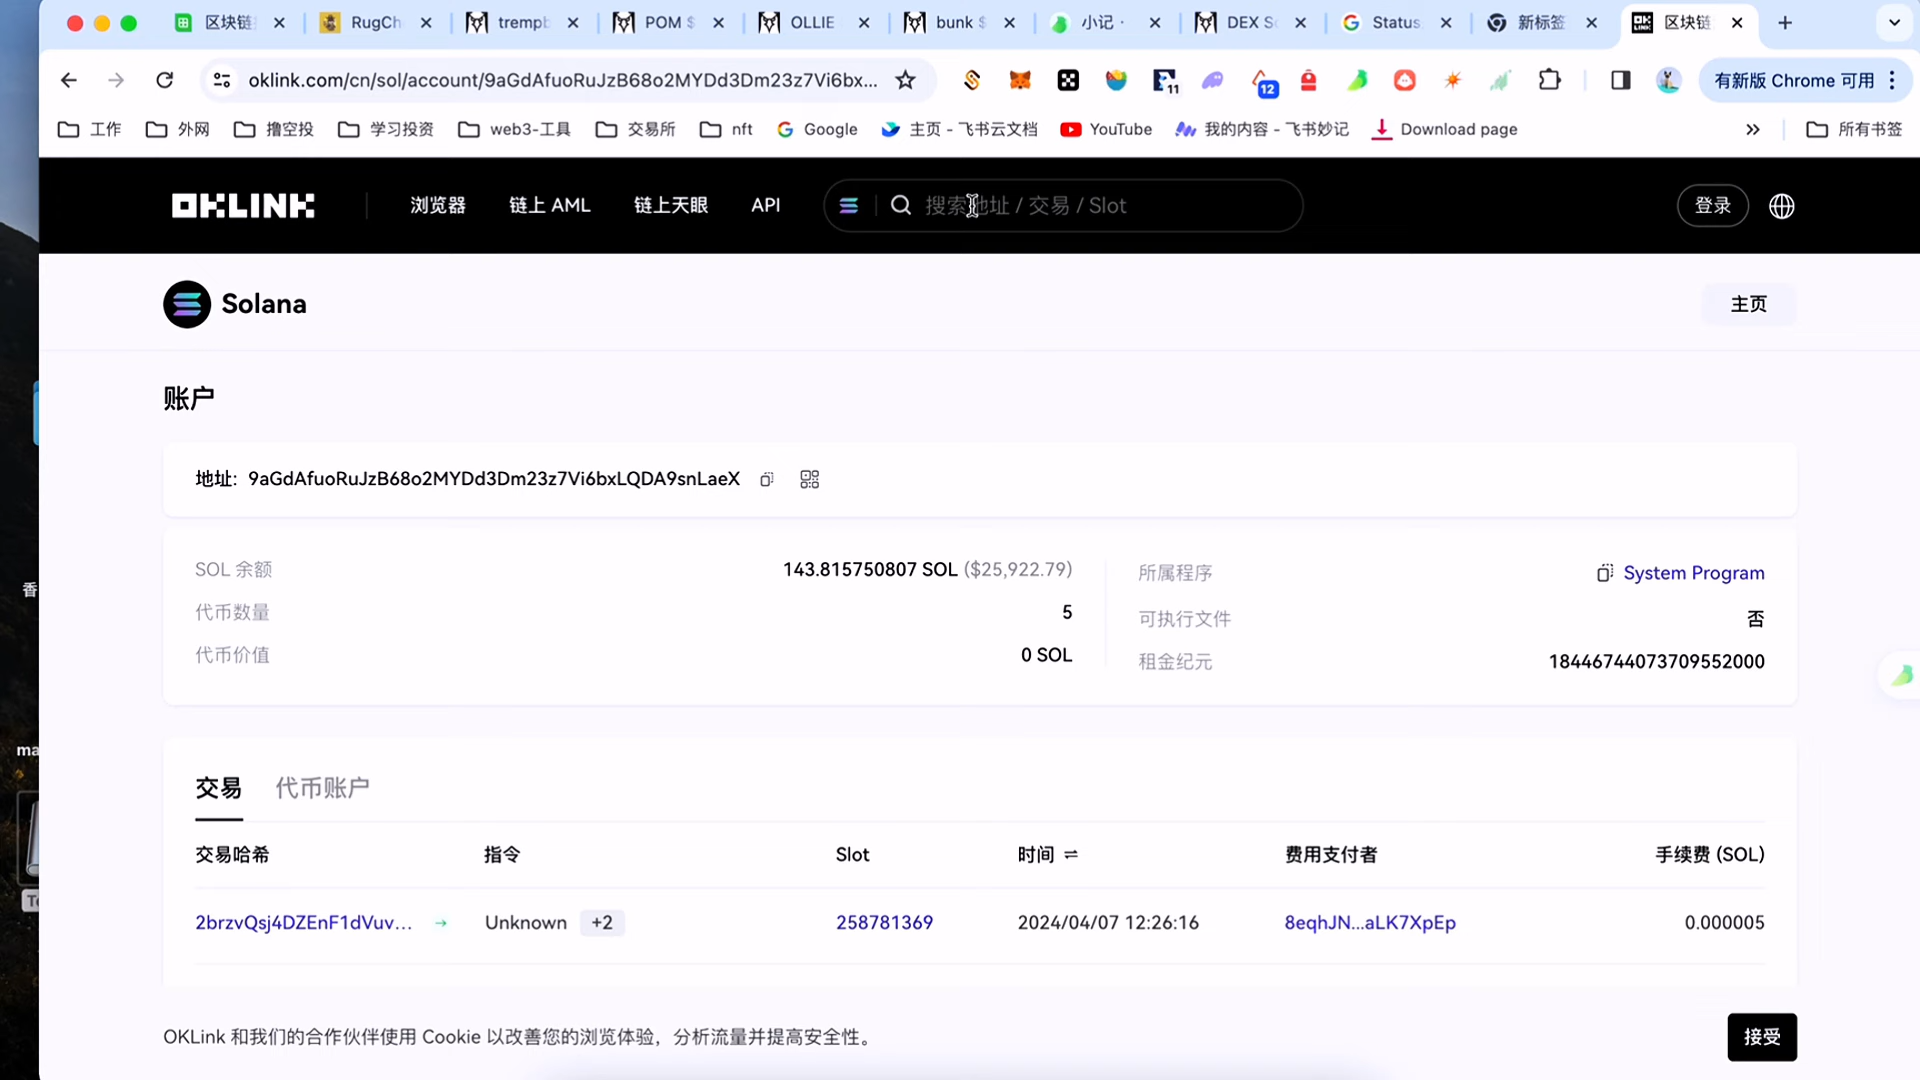 区块链
RugCh
tremp
POM $
OLLIE
bunk $
小记 ·
DEX Sc
Status
新标签
区块链
oklink.com/cn/sol/account/9aGdAfuoRuJzB68o2MYDd3Dm23z7Vi6bx...
11
12
有新版 Chrome 可用
工作
外网
撸空投
学习投资
web3-工具
交易所
nft
Google
主页 - 飞书云文档
YouTube
我的内容 - 飞书妙记
Download page
所有书签
OKLINK
浏览器
链上 AML
链上天眼
API
搜索地址 / 交易 / Slot
登录
Solana
主页
账户
地址: 9aGdAfuoRuJzB68o2MYDd3Dm23z7Vi6bxLQDA9snLaeX
SOL 余额 143.815750807 SOL ($25,922.79)
代币数量 5
代币价值 0 SOL
所属程序 System Program
可执行文件 否
租金纪元 18446744073709552000
香
ma
交易 代币账户
交易哈希 指令 Slot 时间 费用支付者 手续费 (SOL)
2brzvQsj4DZEnF1dVuv... Unknown +2 258781369 2024/04/07 12:26:16 8eqhJN...aLK7XpEp 0.000005
OKLink 和我们的合作伙伴使用 Cookie 以改善您的浏览体验，分析流量并提高安全性。
接受